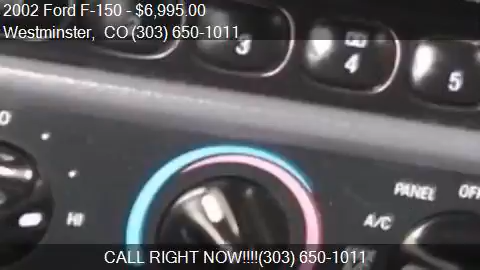 2002 Ford F-150 - $6,995.00
Westminster, CO (303) 650-1011
3
4
5
O
HI
PANEL
OF
A/C
CALL RIGHT NOW!!!!(303) 650-1011